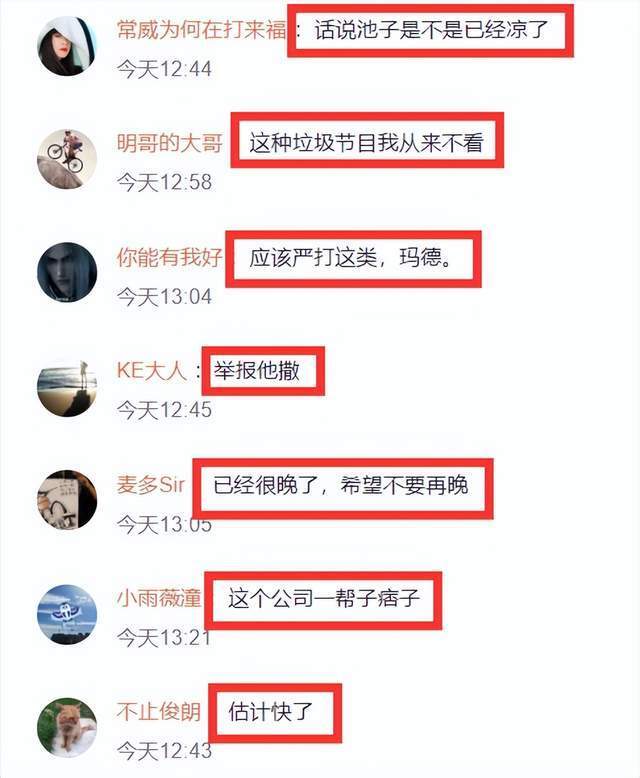 常威为何在打来福：话说池子是不是已经凉了
今天12:44
明哥的大哥 这种垃圾节目我从来不看
今天12:58
你能有我好 应该严打这类，玛德。
今天13:04
KE大人：举报他撒
今天12:45
麦多Sir 已经很晚了，希望不要再晚
今天13:05
小雨薇潼 这个公司一帮子痞子
今天13:21
不止俊朗 估计快了
今天12:43